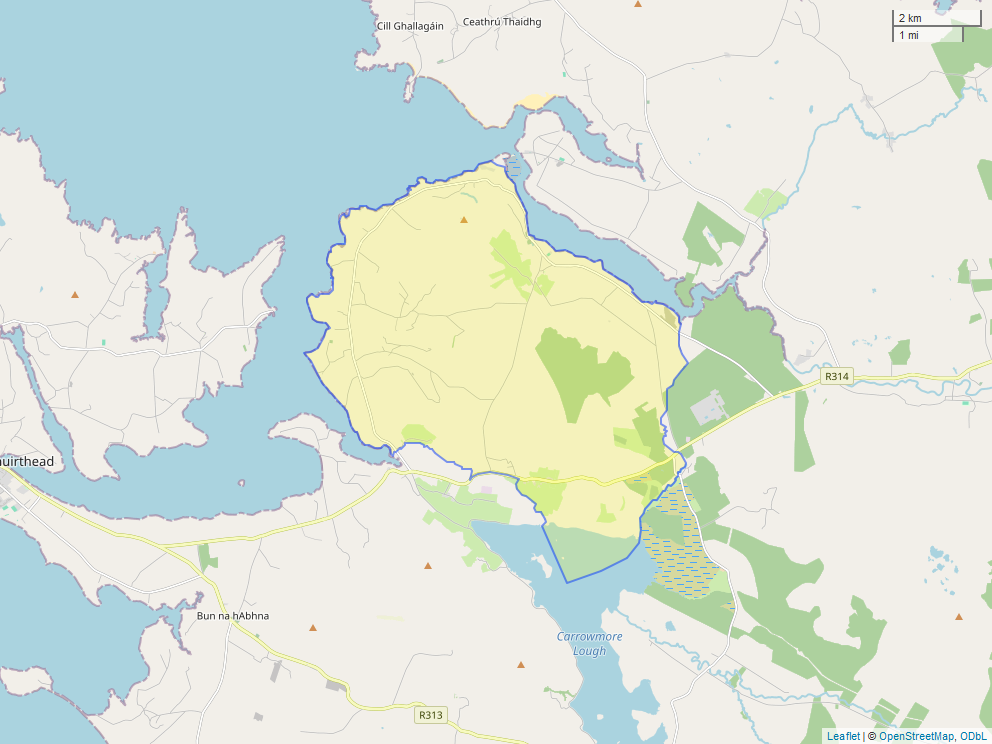 2 km
1 mi
Cill Ghallagáin
Ceathrú Thaidhg
R314
uirthead
Bun na hAbhna
Carrowmore
Lough
R313
Leaflet | © OpenStreetMap, ODbL